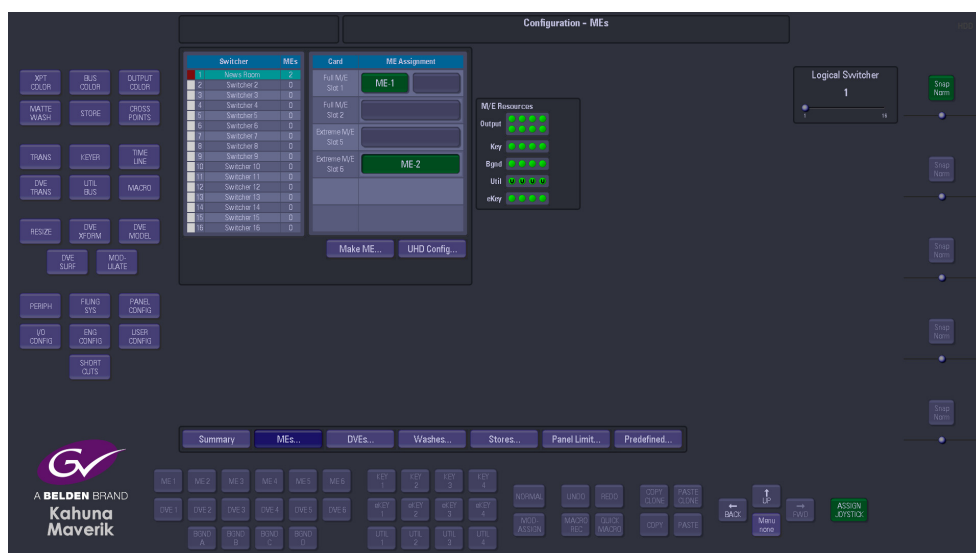 Configuration - MEs
XPT COLOR
BUS COLOR
OUTPUT COLOR
MATTE WASH
STORE
CROSS POINTS
TRANS
KEYER
TIME LINE
DVE TRANS
UTIL BUS
MACRO
RESIZE
DVE XFORM
DVE MODEL
DVE SURF
MOD- ULATE
PERIPH
FILING SYS
PANEL CONFIG
I/O CONFIG
ENG CONFIG
USER CONFIG
SHORT CUTS
Switcher MEs
1 News Room 2
2 Switcher 2 0
3 Switcher 3 0
4 Switcher 4 0
5 Switcher 5 0
6 Switcher 6 0
7 Switcher 7 0
8 Switcher 8 0
9 Switcher 9 0
10 Switcher 10 0
11 Switcher 11 0
12 Switcher 12 0
13 Switcher 13 0
14 Switcher 14 0
15 Switcher 15 0
16 Switcher 16 0
Card ME Assignment
Full M/E
Slot 1
ME-1
Full M/E
Slot 2
Extreme M/E
Slot 5
Extreme M/E
Slot 6
ME-2
Make ME... UHD Config...
M/E Resources
Output
Key
Bgnd
Util U U U U
eKey
Logical Switcher
1
1 16
Snap Norm
Snap Norm
Snap Norm
Snap Norm
Snap Norm
Summary MEs... DVEs... Washes... Stores... Panel Limit... Predefined...
GV
A BELDEN BRAND
Kahuna
Maverik
ME 1 ME 2 ME 3 ME 4 ME 5 ME 6
DVE 1 DVE 2 DVE 3 DVE 4 DVE 5 DVE 6
BGND A
BGND B
BGND C
BGND D
KEY 1
KEY 2
KEY 3
KEY 4
eKEY 1
eKEY 2
eKEY 3
eKEY 4
UTIL 1
UTIL 2
UTIL 3
UTIL 4
NORMAL UNDO REDO
COPY CLONE
PASTE CLONE
MOD- ASSIGN
MACRO REC
QUICK MACRO
COPY PASTE
← BACK
↑ UP
Menu none
→ FWD
ASSIGN JOYSTICK